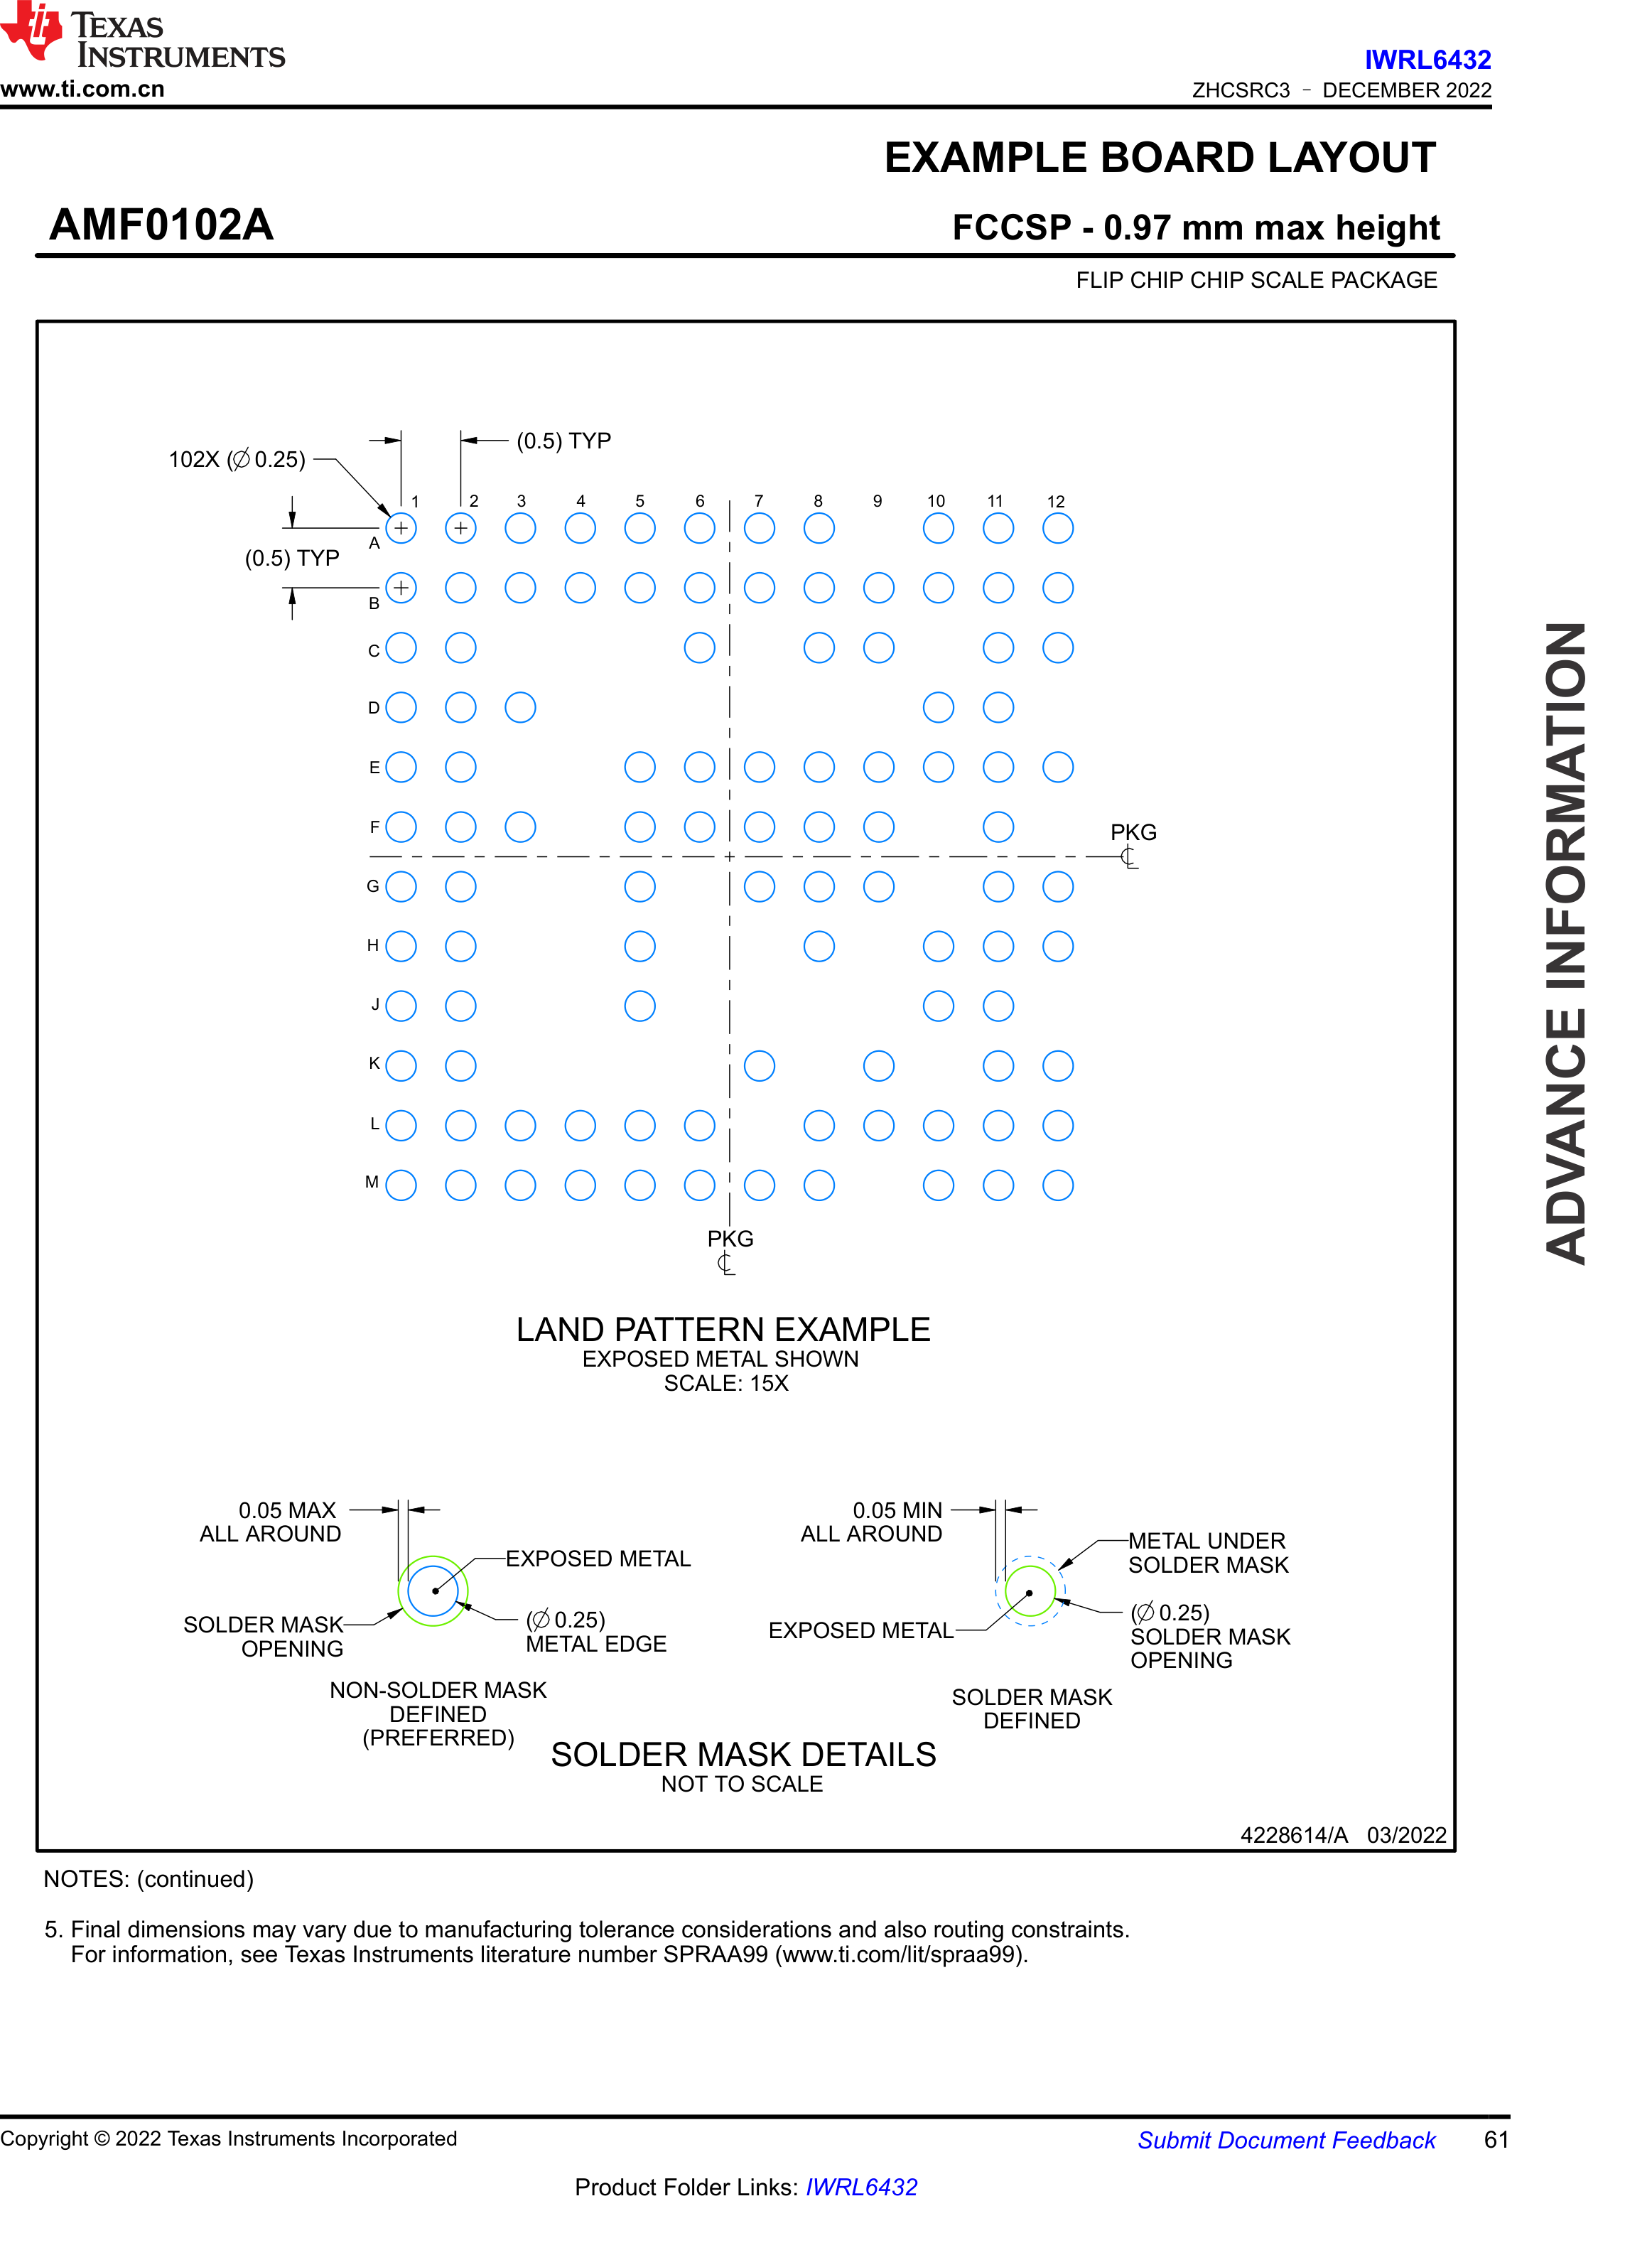 TEXAS
INSTRUMENTS
www.ti.com.cn
IWRL6432
ZHCSRC3 – DECEMBER 2022
EXAMPLE BOARD LAYOUT
AMF0102A
FCCSP - 0.97 mm max height
FLIP CHIP CHIP SCALE PACKAGE
(0.5) TYP
102X (∅ 0.25)
1 2 3 4 5 6 7 8 9 10 11 12
A
(0.5) TYP
B
C
D
E
F
PKG
℄
G
H
J
K
L
M
PKG
℄
LAND PATTERN EXAMPLE
EXPOSED METAL SHOWN
SCALE: 15X
0.05 MAX
ALL AROUND
EXPOSED METAL
SOLDER MASK
OPENING
(∅ 0.25)
METAL EDGE
NON-SOLDER MASK
DEFINED
(PREFERRED)
0.05 MIN
ALL AROUND
METAL UNDER
SOLDER MASK
EXPOSED METAL
(∅ 0.25)
SOLDER MASK
OPENING
SOLDER MASK
DEFINED
SOLDER MASK DETAILS
NOT TO SCALE
4228614/A 03/2022
NOTES: (continued)
5. Final dimensions may vary due to manufacturing tolerance considerations and also routing constraints.
For information, see Texas Instruments literature number SPRAA99 (www.ti.com/lit/spraa99).
ADVANCE INFORMATION
Copyright © 2022 Texas Instruments Incorporated
Submit Document Feedback 61
Product Folder Links: IWRL6432